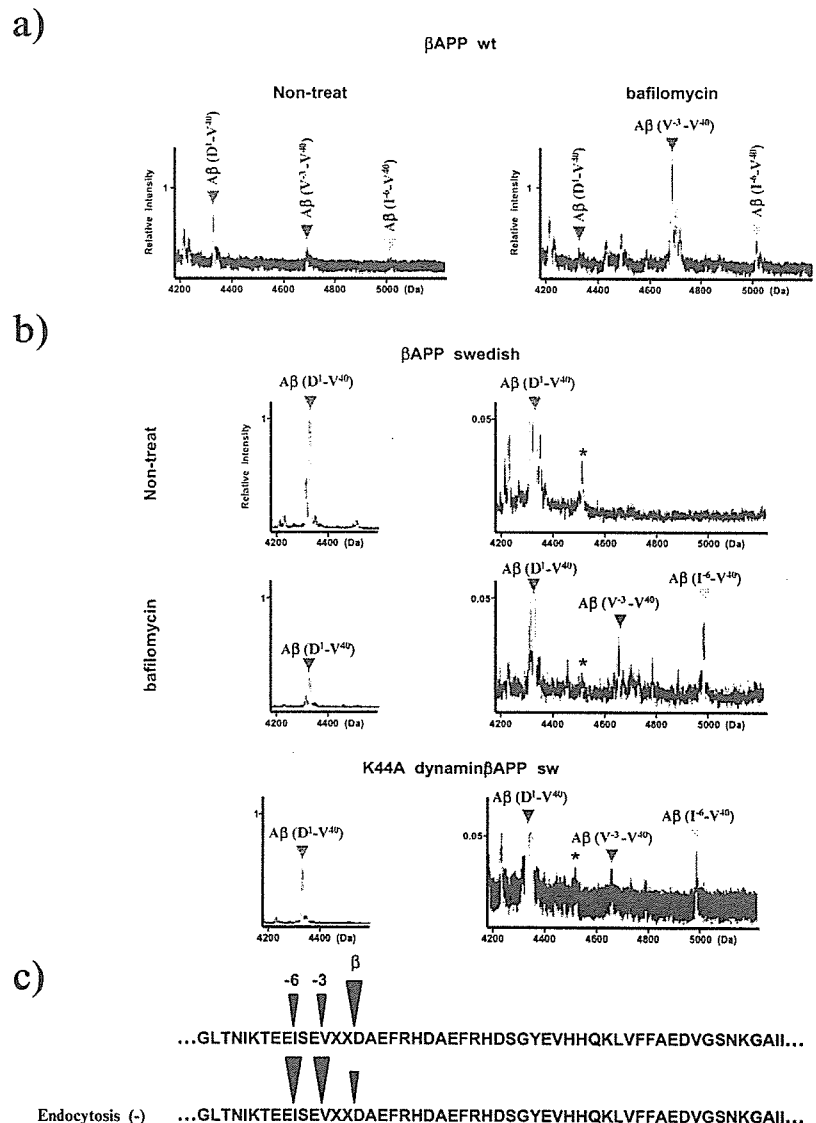 a)
βAPP wt
Non-treat
bafilomycin
Relative Intensity
1
Aβ (D1-V40)
Aβ (V-3-V40)
Aβ (I-6-V40)
4200 4400 4600 4800 5000 (Da)
Relative Intensity
1
Aβ (D1-V40)
Aβ (V-3-V40)
Aβ (I-6-V40)
4200 4400 4600 4800 5000 (Da)
b)
βAPP swedish
Non-treat
Relative Intensity
1
Aβ (D1-V40)
4200 4400 (Da)
0.05
Aβ (D1-V40)
*
4200 4400 4600 4800 5000 (Da)
bafilomycin
1
Aβ (D1-V40)
4200 4400 (Da)
0.05
Aβ (D1-V40)
*
Aβ (V-3-V40)
Aβ (I-6-V40)
4200 4400 4600 4800 5000 (Da)
K44A dynaminβAPP sw
1
Aβ (D1-V40)
4200 4400 (Da)
0.05
Aβ (D1-V40)
*
Aβ (V-3-V40)
Aβ (I-6-V40)
4200 4400 4600 4800 5000 (Da)
c)
-6 -3 β
...GLTNIKTEEISEVXXDAEFRHDAEFRHDSGYEVHHQKLVFFAEDVGSNKGAII...
Endocytosis (-) ...GLTNIKTEEISEVXXDAEFRHDAEFRHDSGYEVHHQKLVFFAEDVGSNKGAII...